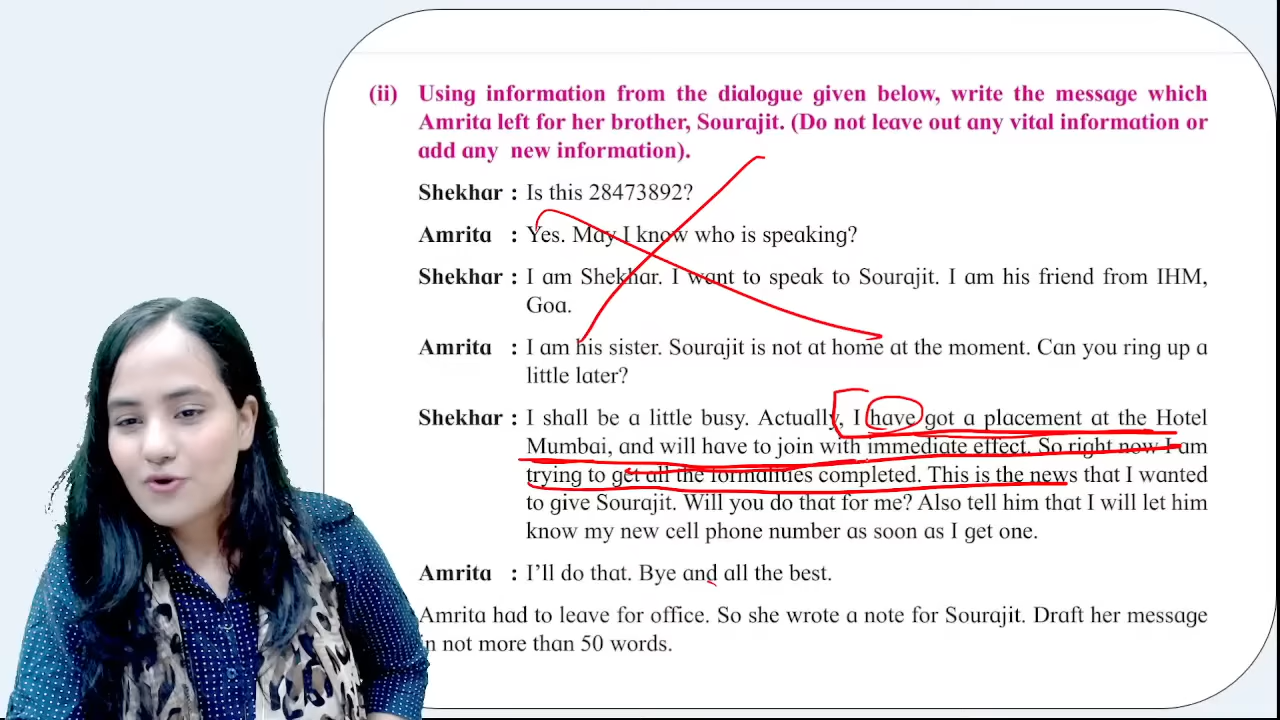 (ii) Using information from the dialogue given below, write the message which
Amrita left for her brother, Sourajit. (Do not leave out any vital information or
add any new information).
Shekhar : Is this 28473892?
Amrita : Yes. May I know who is speaking?
Shekhar : I am Shekhar. I want to speak to Sourajit. I am his friend from IHM,
Goa.
Amrita : I am his sister. Sourajit is not at home at the moment. Can you ring up a
little later?
Shekhar : I shall be a little busy. Actually, I have got a placement at the Hotel
Mumbai, and will have to join with immediate effect. So right now I am
trying to get all the formalities completed. This is the news that I wanted
to give Sourajit. Will you do that for me? Also tell him that I will let him
know my new cell phone number as soon as I get one.
Amrita : I'll do that. Bye and all the best.
Amrita had to leave for office. So she wrote a note for Sourajit. Draft her message
in not more than 50 words.